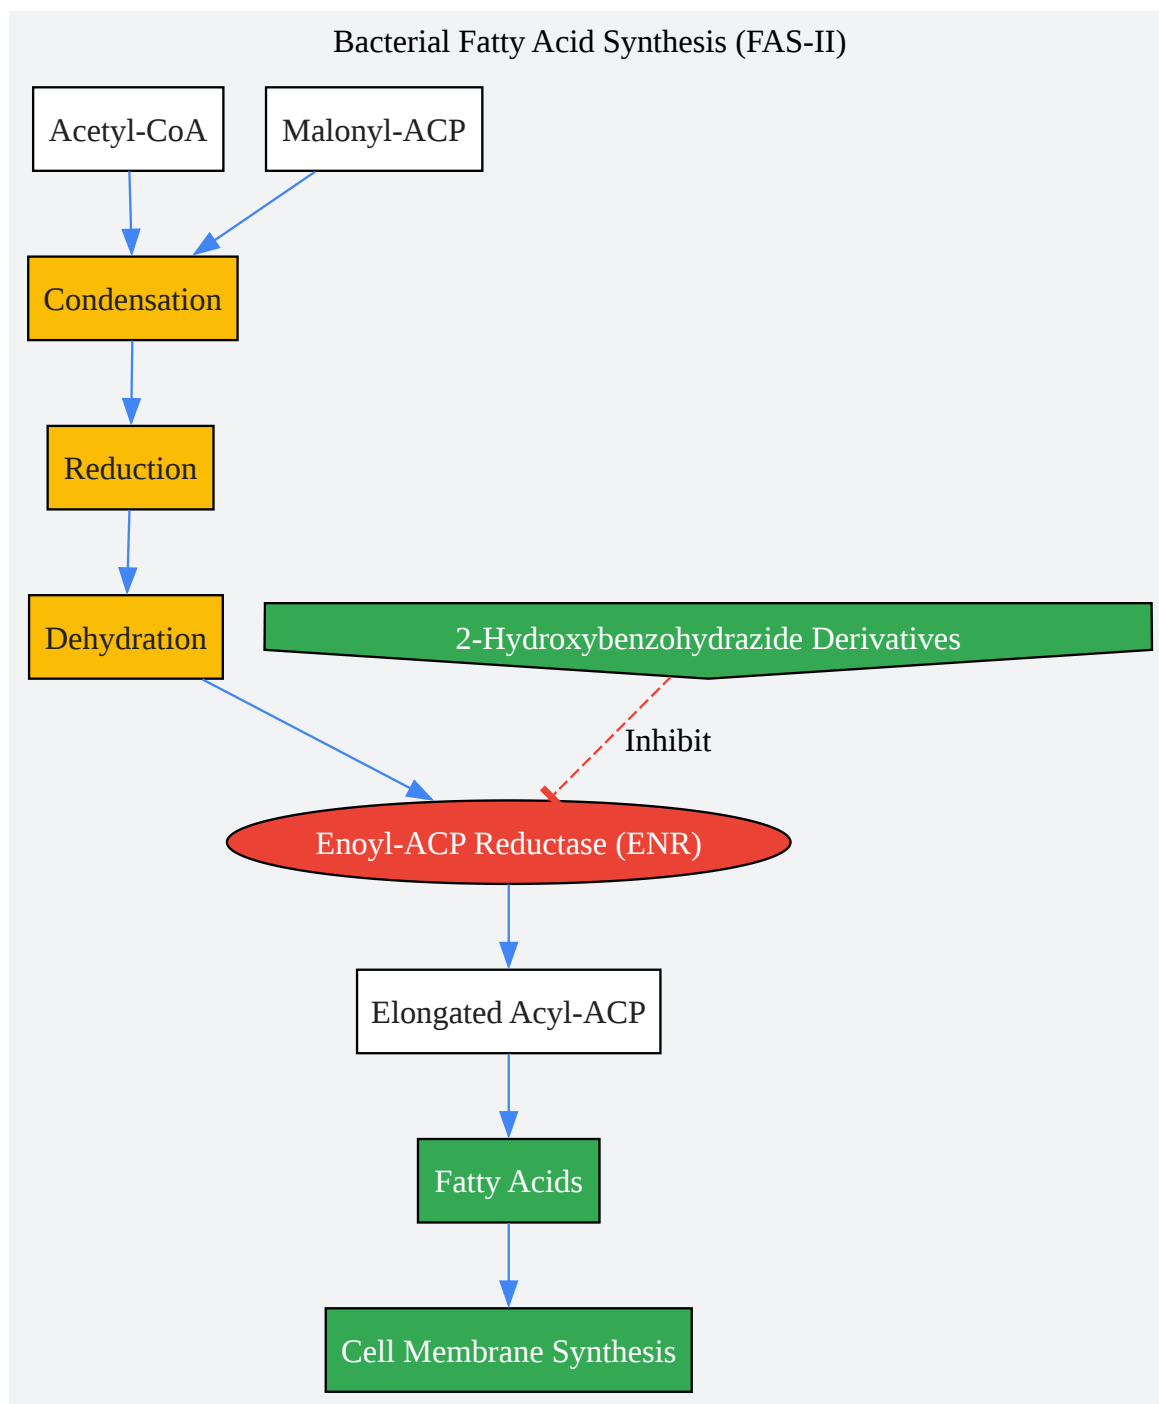 Bacterial Fatty Acid Synthesis (FAS-II)
Acetyl-CoA
Malonyl-ACP
Condensation
Reduction
Dehydration
2-Hydroxybenzohydrazide Derivatives
Inhibit
Enoyl-ACP Reductase (ENR)
Elongated Acyl-ACP
Fatty Acids
Cell Membrane Synthesis